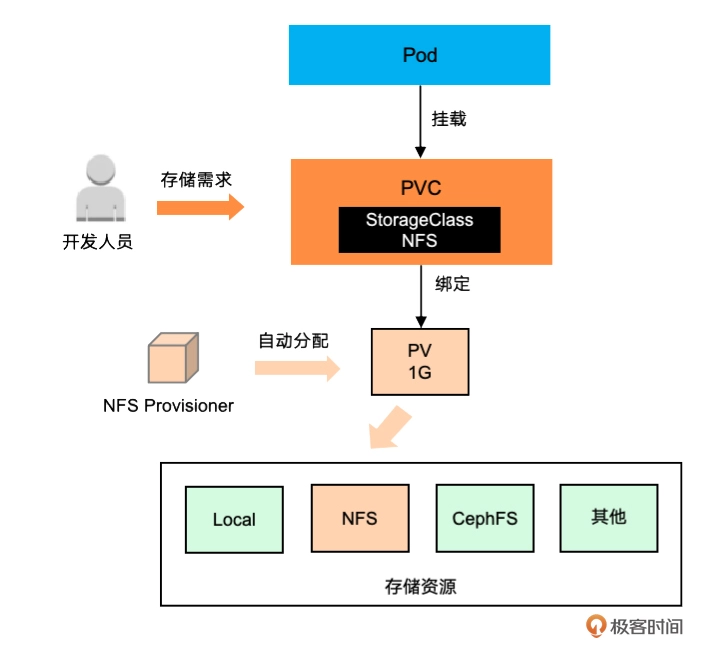 Pod
挂载
存储需求
PVC
StorageClass
NFS
开发人员
绑定
自动分配
PV
1G
NFS Provisioner
Local
NFS
CephFS
其他
存储资源
极客时间